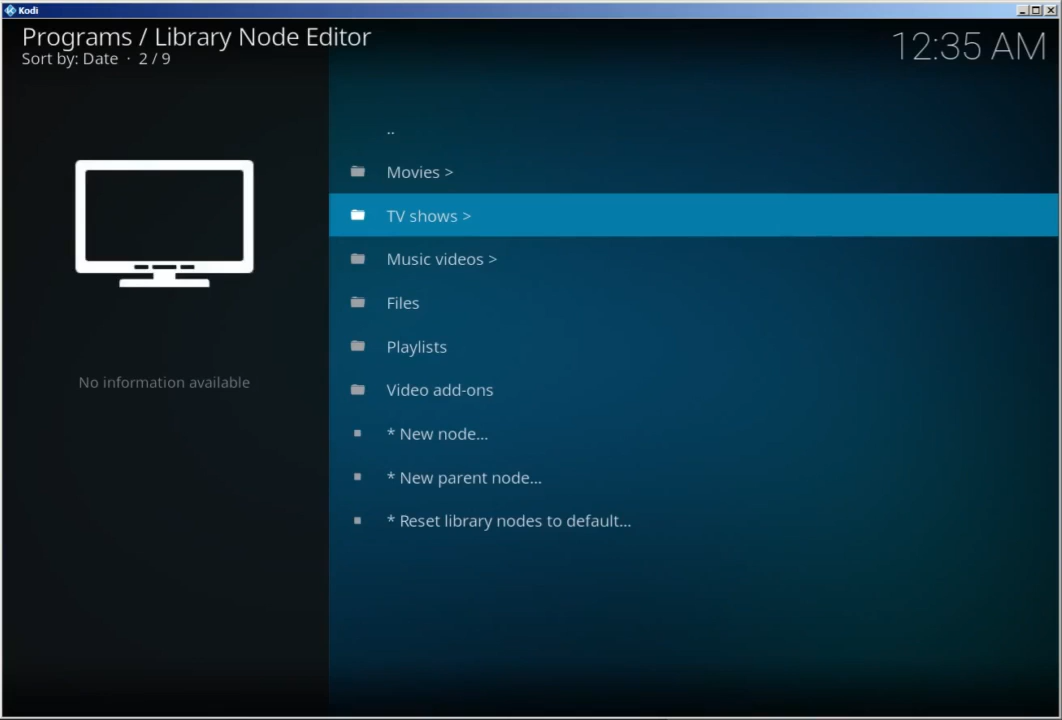 Kodi
Programs / Library Node Editor
Sort by: Date · 2 / 9
12:35 AM
..
Movies >
TV shows >
Music videos >
Files
Playlists
Video add-ons
* New node...
* New parent node...
* Reset library nodes to default...
No information available